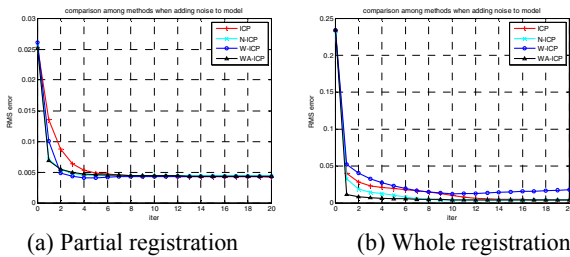 comparison among methods when adding noise to model
0.03
0.025
0.02
0.015
0.01
0.005
0
RMS error
0 2 4 6 8 10 12 14 16 18 20
iter
ICP
N-ICP
W-ICP
WA-ICP
(a) Partial registration
comparison among methods when adding noise to model
0.25
0.2
0.15
0.1
0.05
0
RMS error
0 2 4 6 8 10 12 14 16 18 20
iter
ICP
N-ICP
W-ICP
WA-ICP
(b) Whole registration